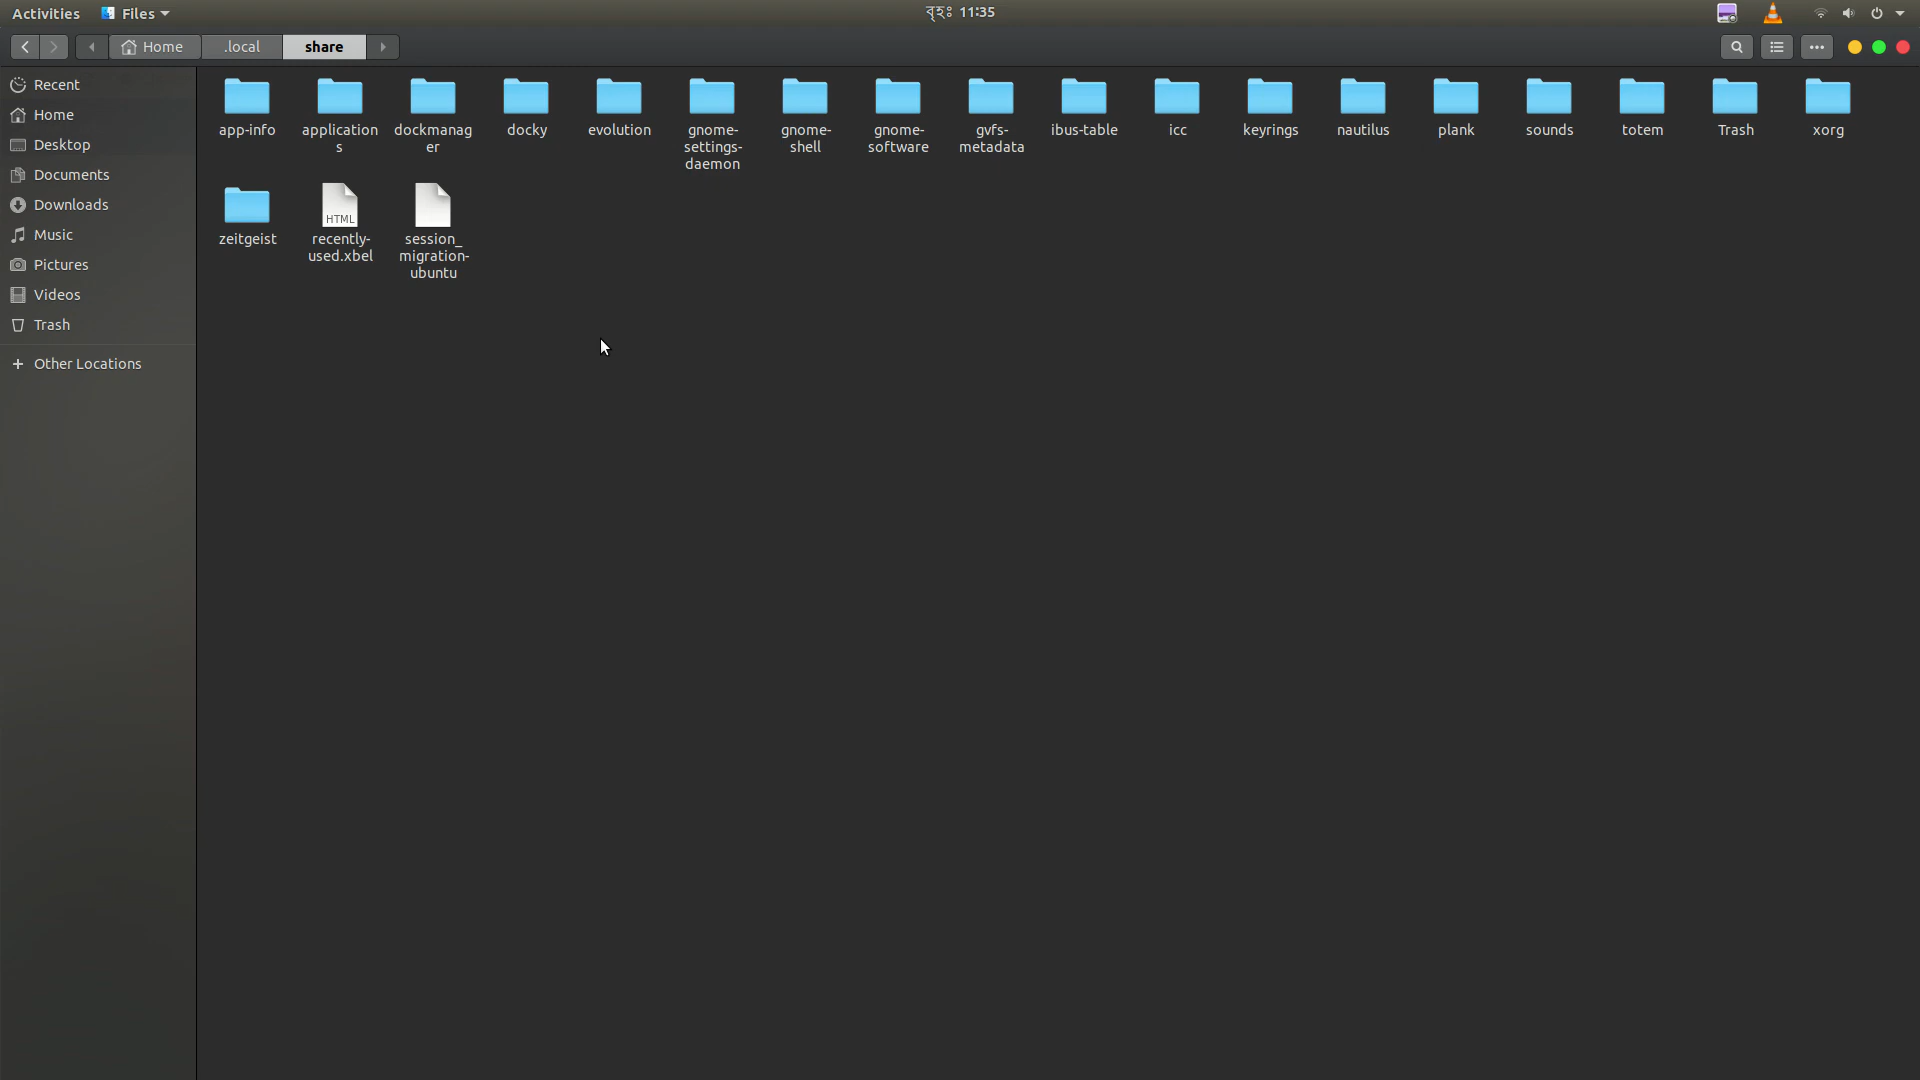 Activities Files বৃহঃ 11:35
Home .local share
Recent
Home
Desktop
Documents
Downloads
Music
Pictures
Videos
Trash
Other Locations
app-info
application
s
dockmanag
er
docky
evolution
gnome-
settings-
daemon
gnome-
shell
gnome-
software
gvfs-
metadata
ibus-table
icc
keyrings
nautilus
plank
sounds
totem
Trash
xorg
zeitgeist
HTML
recently-
used.xbel
session_
migration-
ubuntu